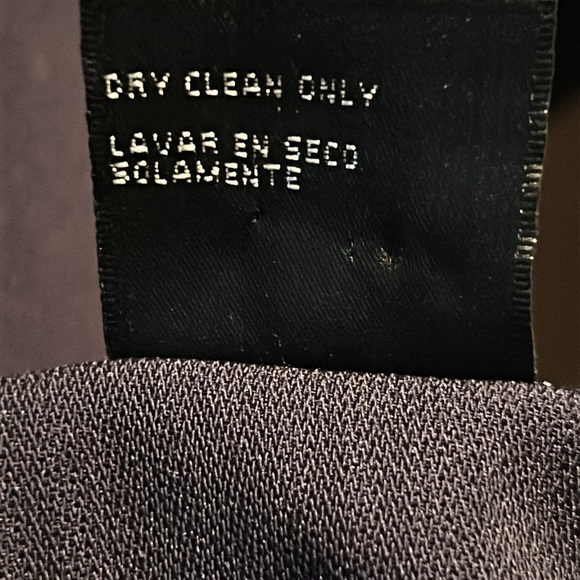 DRY CLEAN ONLY
LAVAR EN SECO
SOLAMENTE